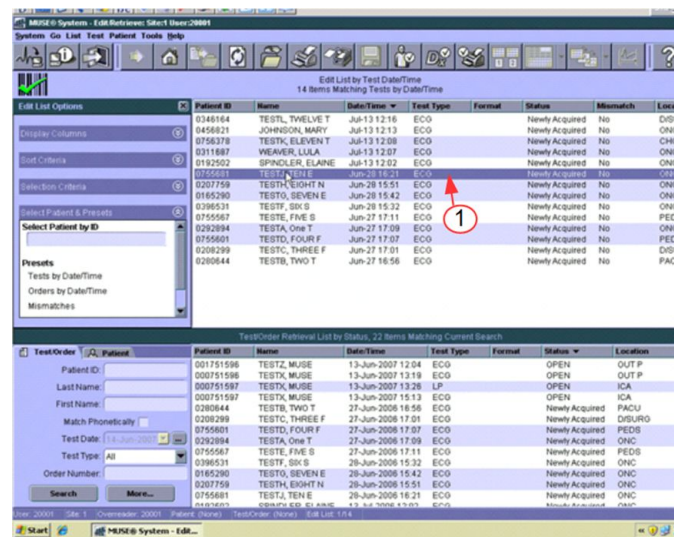 MUSE® System - Edit/Retrieve: Site:1 User:20001
System Go List Test Patient Tools Help
Edit List by Test Date/Time
14 Items Matching Tests by Date/Time
Edit List Options
Patient ID Name Date/Time Test Type Format Status Mismatch Loca
0346164 TESTL, TWELVE T Jul-13 12:16 ECG Newly Acquired No D/S
0456821 JOHNSON, MARY Jul-13 12:13 ECG Newly Acquired No ON
0756378 TESTK, ELEVEN T Jul-13 12:08 ECG Newly Acquired No
0311687 WEAVER, LULA Jul-13 12:07 ECG Newly Acquired No ON
0192502 SPINDLER, ELAINE Jul-13 12:02 ECG Newly Acquired No ON
0755681 TESTJ, TEN E Jun-28 16:21 ECG Newly Acquired No ON
0207759 TESTH, EIGHT N Jun-28 15:51 ECG Newly Acquired No ON
0165290 TESTG, SEVEN E Jun-28 15:42 ECG Newly Acquired No ON
0396531 TESTF, SIX S Jun-28 15:32 ECG Newly Acquired No ON
0755567 TESTE, FIVE S Jun-27 17:11 ECG Newly Acquired No PED
0292894 TESTA, One T Jun-27 17:09 ECG Newly Acquired No ON
0755601 TESTD, FOUR F Jun-27 17:07 ECG Newly Acquired No PED
0208299 TESTC, THREE F Jun-27 17:01 ECG Newly Acquired No D/S
0280644 TESTB, TWO T Jun-27 16:56 ECG Newly Acquired No PAC
1
Display Columns
Sort Criteria
Selection Criteria
Select Patient & Presets
Select Patient by ID
Presets
Tests by Date/Time
Orders by Date/Time
Mismatches
Test/Order Retrieval List by Status, 22 Items Matching Current Search
Test/Order Patient
Patient ID:
Last Name:
First Name:
Match Phonetically
Test Date: 14-Jun-2007
Test Type: All
Order Number:
Search More...
Patient ID Name Date/Time Test Type Format Status Location
001751596 TESTZ, MUSE 13-Jun-2007 12:04 ECG OPEN OUT P
000751596 TESTX, MUSE 13-Jun-2007 13:19 ECG OPEN OUT P
000751597 TESTX, MUSE 13-Jun-2007 13:26 LP OPEN ICA
000751597 TESTX, MUSE 13-Jun-2007 15:13 ECG OPEN ICA
0280644 TESTB, TWO T 27-Jun-2006 16:56 ECG Newly Acquired PACU
0208299 TESTC, THREE F 27-Jun-2006 17:01 ECG Newly Acquired D/SURG
0755601 TESTD, FOUR F 27-Jun-2006 17:07 ECG Newly Acquired PEDS
0292894 TESTA, One T 27-Jun-2006 17:09 ECG Newly Acquired ONC
0755567 TESTE, FIVE S 27-Jun-2006 17:11 ECG Newly Acquired PEDS
0396531 TESTF, SIX S 28-Jun-2006 15:32 ECG Newly Acquired ONC
0165290 TESTG, SEVEN E 28-Jun-2006 15:42 ECG Newly Acquired ONC
0207759 TESTH, EIGHT N 28-Jun-2006 15:51 ECG Newly Acquired ONC
0755681 TESTJ, TEN E 28-Jun-2006 16:21 ECG Newly Acquired ONC
User: 20001 Site: 1 Overreader: 20001 Patient: (None) Test/Order: (None) Edit List: 1/14
Start MUSE® System - Edit...